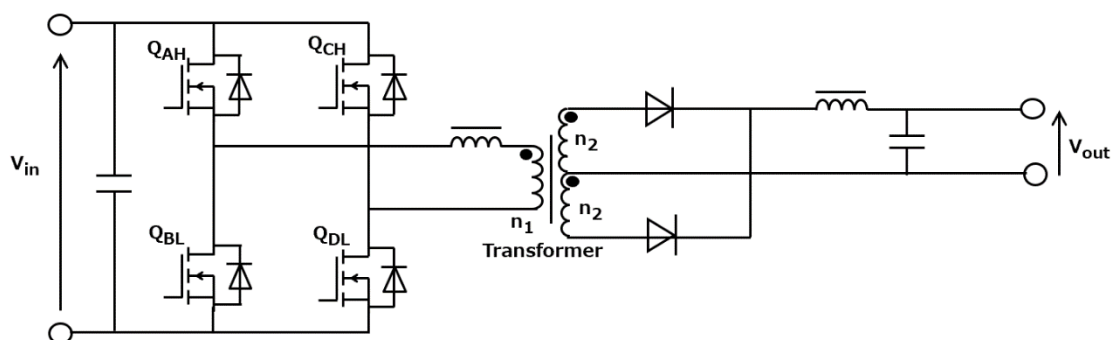 Q_AH
Q_CH
V_in
n_2
V_out
Q_BL
Q_DL
n_1
n_2
Transformer